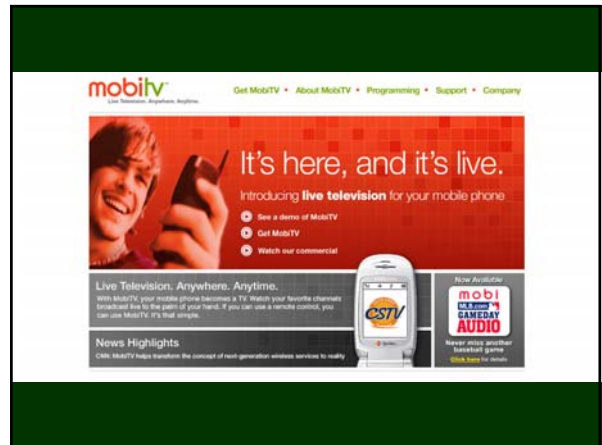 mobitv
Live Television. Anywhere. Anytime.
Get MobiTV • About MobiTV • Programming • Support • Company
It's here, and it's live.
Introducing live television for your mobile phone
See a demo of MobiTV
Get MobiTV
Watch our commercial
Live Television. Anywhere. Anytime.
With MobiTV, your mobile phone becomes a TV. Watch your favorite channels
broadcast live to the palm of your hand. If you can use a remote control, you
can use MobiTV. It's that simple.
News Highlights
CNN: MobiTV helps transform the concept of next-generation wireless services to reality
CSTV
Sprint
Now Available
mobi
MLB.com
GAMEDAY
AUDIO
Never miss another
baseball game
Click here for details